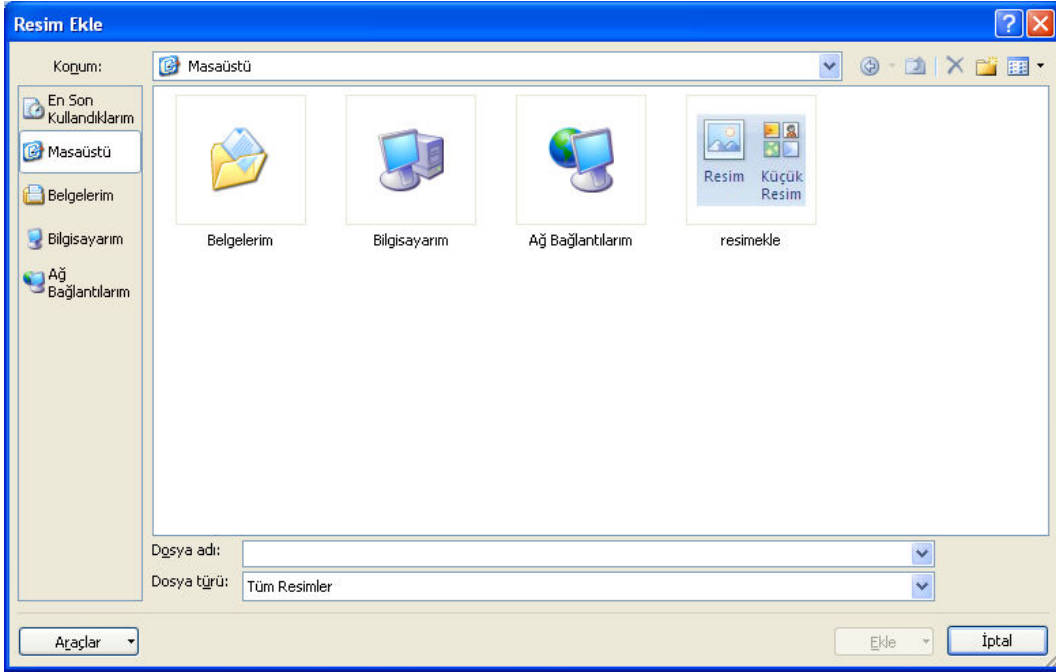 Resim Ekle
Konum:
Masaüstü
En Son
Kullandıklarım
Masaüstü
Belgelerim
Bilgisayarım
Ağ
Bağlantılarım
Resim
Küçük
Resim
Belgelerim
Bilgisayarım
Ağ Bağlantılarım
resimekle
Dosya adı:
Dosya türü:
Tüm Resimler
Araçlar
Ekle
İptal